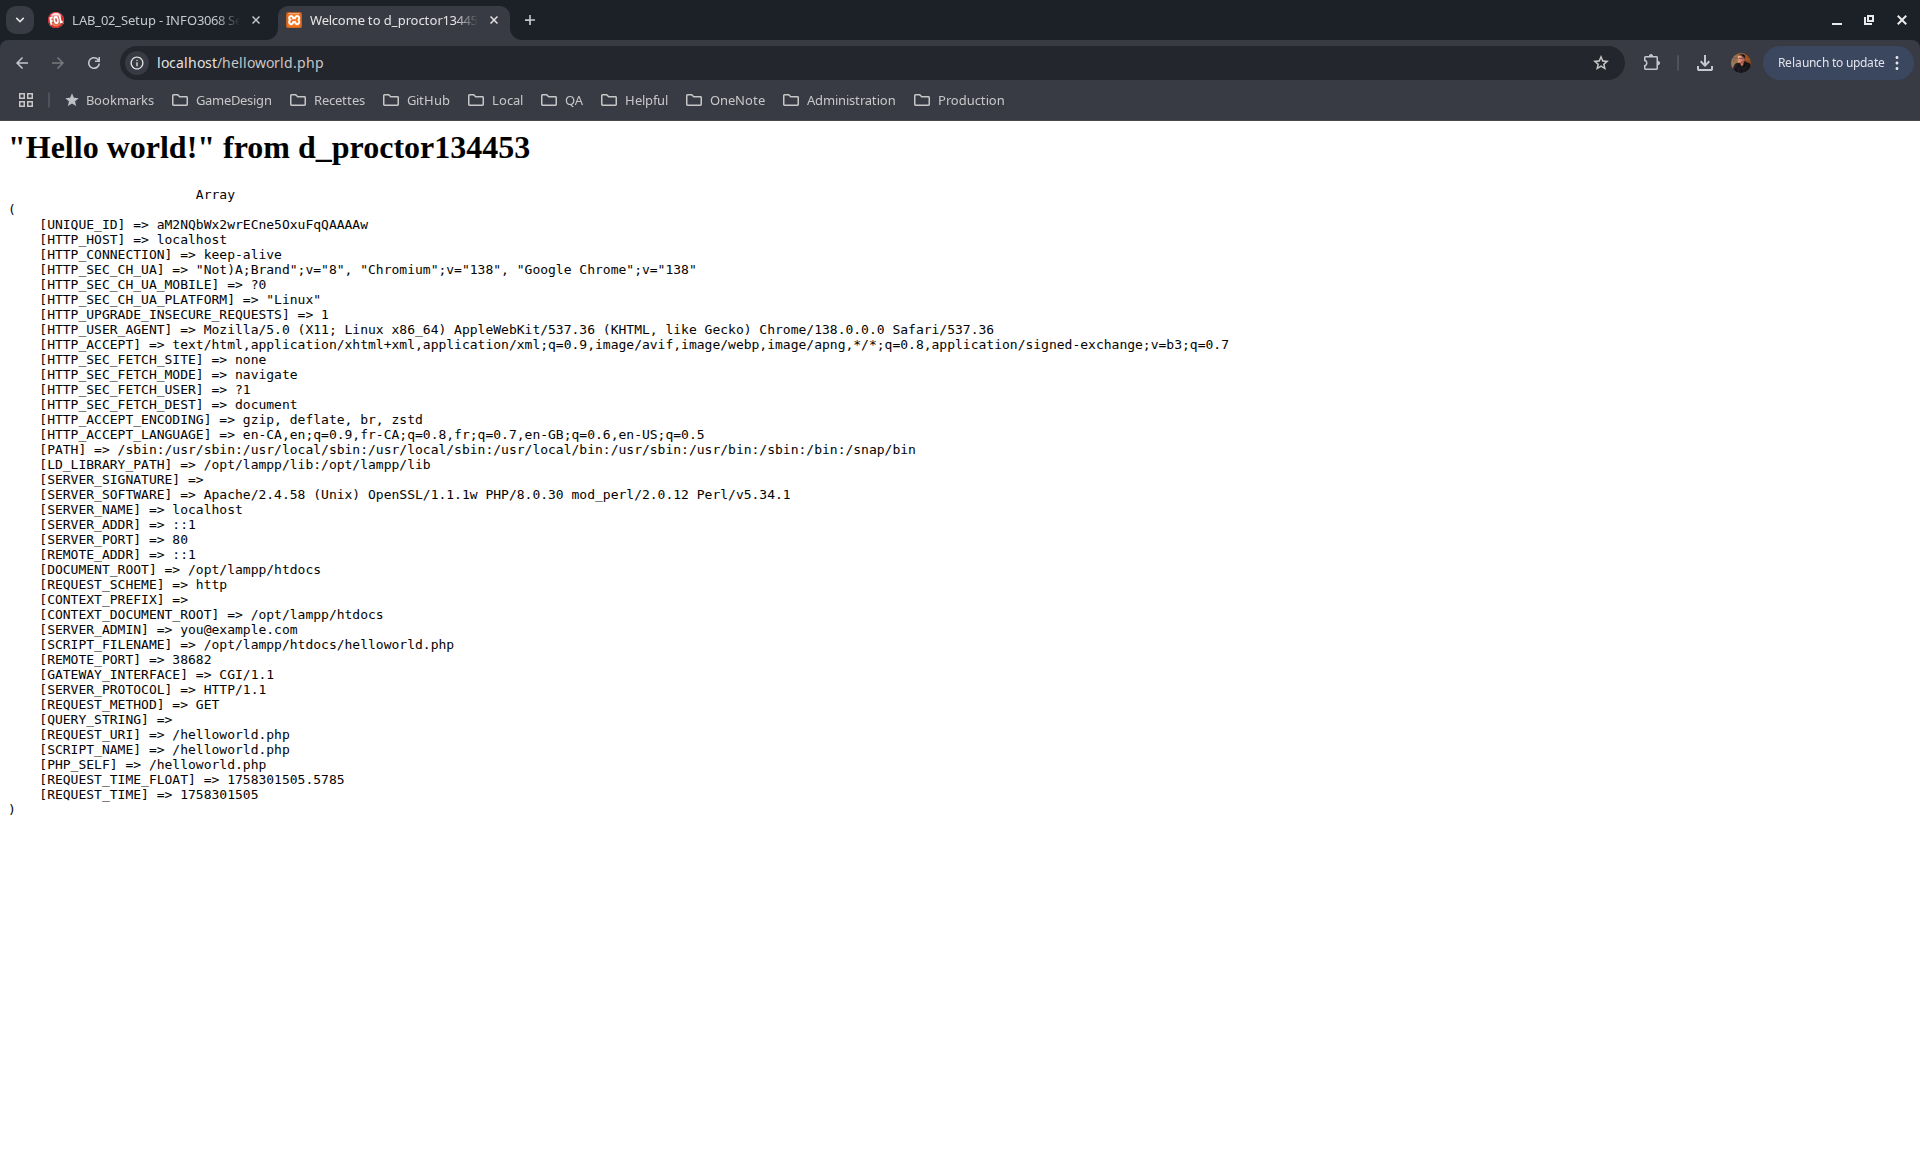 LAB_02_Setup - INFO3068 S
Welcome to d_proctor13445
localhost/helloworld.php
Relaunch to update
Bookmarks GameDesign Recettes GitHub Local QA Helpful OneNote Administration Production
"Hello world!" from d_proctor134453
Array
(
[UNIQUE_ID] => aM2NQbWx2wrECne5OxuFqQAAAAw
[HTTP_HOST] => localhost
[HTTP_CONNECTION] => keep-alive
[HTTP_SEC_CH_UA] => "Not)A;Brand";v="8", "Chromium";v="138", "Google Chrome";v="138"
[HTTP_SEC_CH_UA_MOBILE] => ?0
[HTTP_SEC_CH_UA_PLATFORM] => "Linux"
[HTTP_UPGRADE_INSECURE_REQUESTS] => 1
[HTTP_USER_AGENT] => Mozilla/5.0 (X11; Linux x86_64) AppleWebKit/537.36 (KHTML, like Gecko) Chrome/138.0.0.0 Safari/537.36
[HTTP_ACCEPT] => text/html,application/xhtml+xml,application/xml;q=0.9,image/avif,image/webp,image/apng,*/*;q=0.8,application/signed-exchange;v=b3;q=0.7
[HTTP_SEC_FETCH_SITE] => none
[HTTP_SEC_FETCH_MODE] => navigate
[HTTP_SEC_FETCH_USER] => ?1
[HTTP_SEC_FETCH_DEST] => document
[HTTP_ACCEPT_ENCODING] => gzip, deflate, br, zstd
[HTTP_ACCEPT_LANGUAGE] => en-CA,en;q=0.9,fr-CA;q=0.8,fr;q=0.7,en-GB;q=0.6,en-US;q=0.5
[PATH] => /sbin:/usr/sbin:/usr/local/sbin:/usr/local/sbin:/usr/local/bin:/usr/sbin:/usr/bin:/sbin:/bin:/snap/bin
[LD_LIBRARY_PATH] => /opt/lampp/lib:/opt/lampp/lib
[SERVER_SIGNATURE] =>
[SERVER_SOFTWARE] => Apache/2.4.58 (Unix) OpenSSL/1.1.1w PHP/8.0.30 mod_perl/2.0.12 Perl/v5.34.1
[SERVER_NAME] => localhost
[SERVER_ADDR] => ::1
[SERVER_PORT] => 80
[REMOTE_ADDR] => ::1
[DOCUMENT_ROOT] => /opt/lampp/htdocs
[REQUEST_SCHEME] => http
[CONTEXT_PREFIX] =>
[CONTEXT_DOCUMENT_ROOT] => /opt/lampp/htdocs
[SERVER_ADMIN] => you@example.com
[SCRIPT_FILENAME] => /opt/lampp/htdocs/helloworld.php
[REMOTE_PORT] => 38682
[GATEWAY_INTERFACE] => CGI/1.1
[SERVER_PROTOCOL] => HTTP/1.1
[REQUEST_METHOD] => GET
[QUERY_STRING] =>
[REQUEST_URI] => /helloworld.php
[SCRIPT_NAME] => /helloworld.php
[PHP_SELF] => /helloworld.php
[REQUEST_TIME_FLOAT] => 1758301505.5785
[REQUEST_TIME] => 1758301505
)